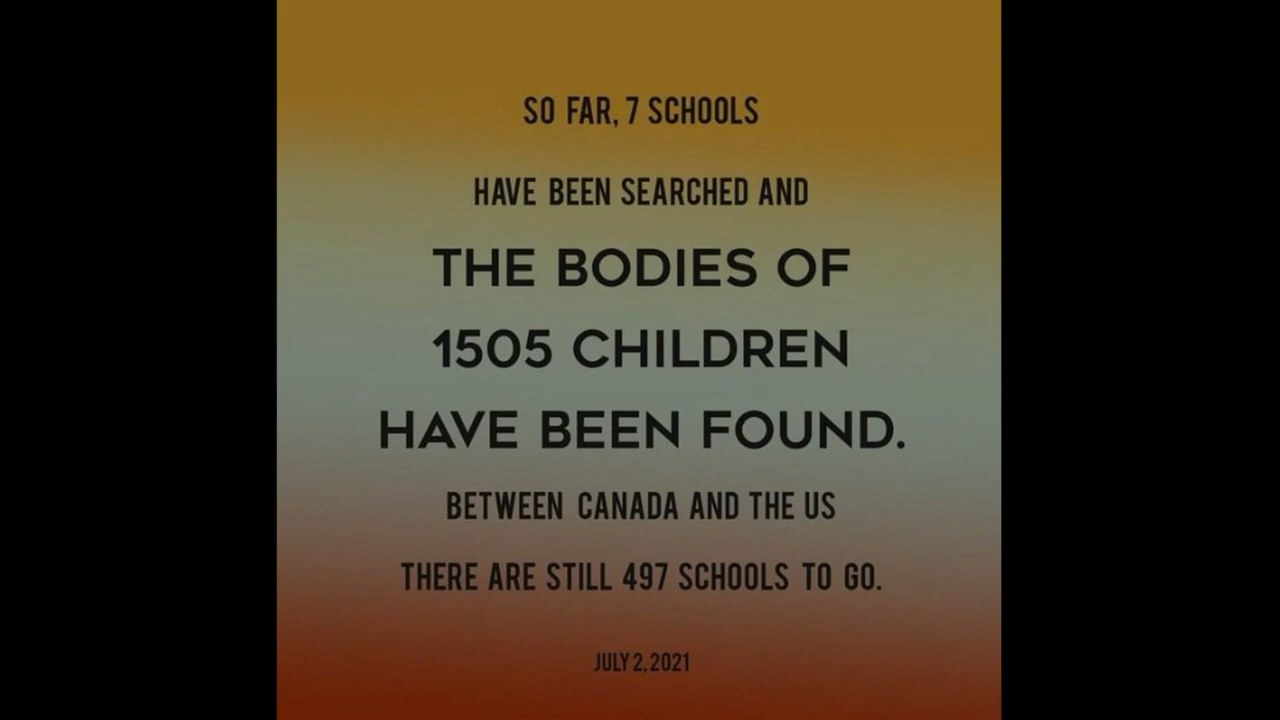 SO FAR, 7 SCHOOLS
HAVE BEEN SEARCHED AND
THE BODIES OF
1505 CHILDREN
HAVE BEEN FOUND.
BETWEEN CANADA AND THE US
THERE ARE STILL 497 SCHOOLS TO GO.
JULY 2, 2021